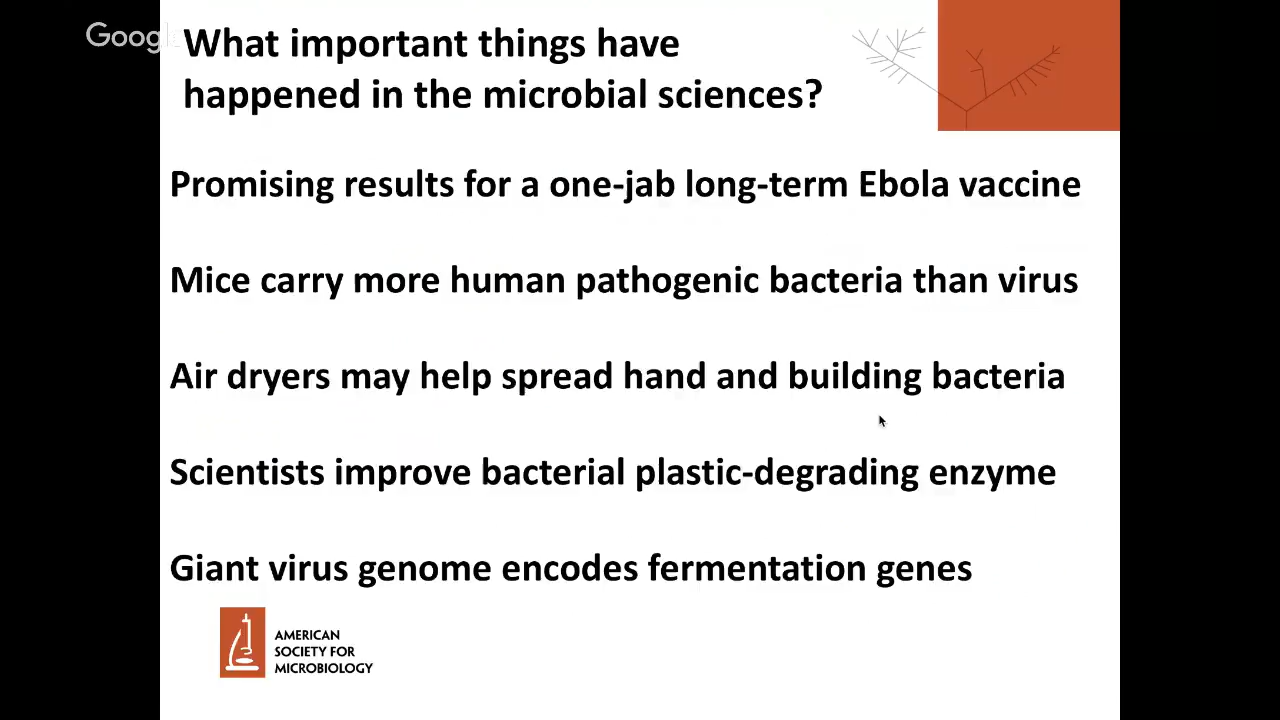 Google
What important things have
happened in the microbial sciences?
Promising results for a one-jab long-term Ebola vaccine
Mice carry more human pathogenic bacteria than virus
Air dryers may help spread hand and building bacteria
Scientists improve bacterial plastic-degrading enzyme
Giant virus genome encodes fermentation genes
AMERICAN
SOCIETY FOR
MICROBIOLOGY